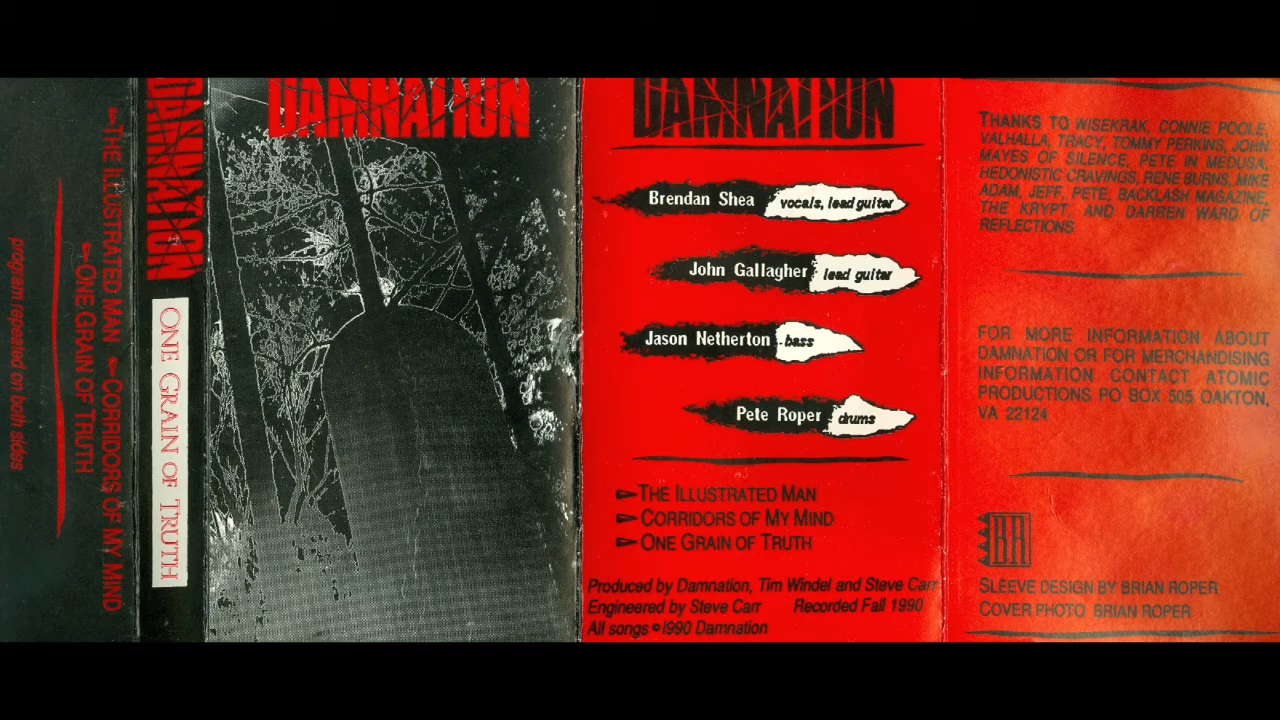 THE ILLUSTRATED MAN CORRIDORS OF MY MIND
ONE GRAIN OF TRUTH
program repeated on both sides
DAMNATION
ONE GRAIN OF TRUTH
DAMNATION
DAMNATION
Brendan Shea vocals, lead guitar
John Gallagher lead guitar
Jason Netherton bass
Pete Roper drums
THE ILLUSTRATED MAN
CORRIDORS OF MY MIND
ONE GRAIN OF TRUTH
Produced by Damnation, Tim Windel and Steve Carr
Engineered by Steve Carr Recorded Fall 1990
All songs ©1990 Damnation
THANKS TO WISEKRAK, CONNIE POOLE,
VALHALLA, TRACY, TOMMY PERKINS, JOHN
MAYES OF SILENCE, PETE IN MEDUSA,
HEDONISTIC CRAVINGS, RENE BURNS, MIKE
ADAM, JEFF, PETE, BACKLASH MAGAZINE,
THE KRYPT, AND DARREN WARD OF
REFLECTIONS
FOR MORE INFORMATION ABOUT
DAMNATION OR FOR MERCHANDISING
INFORMATION CONTACT ATOMIC
PRODUCTIONS PO BOX 505 OAKTON,
VA 22124
BR
SLEEVE DESIGN BY BRIAN ROPER
COVER PHOTO BRIAN ROPER